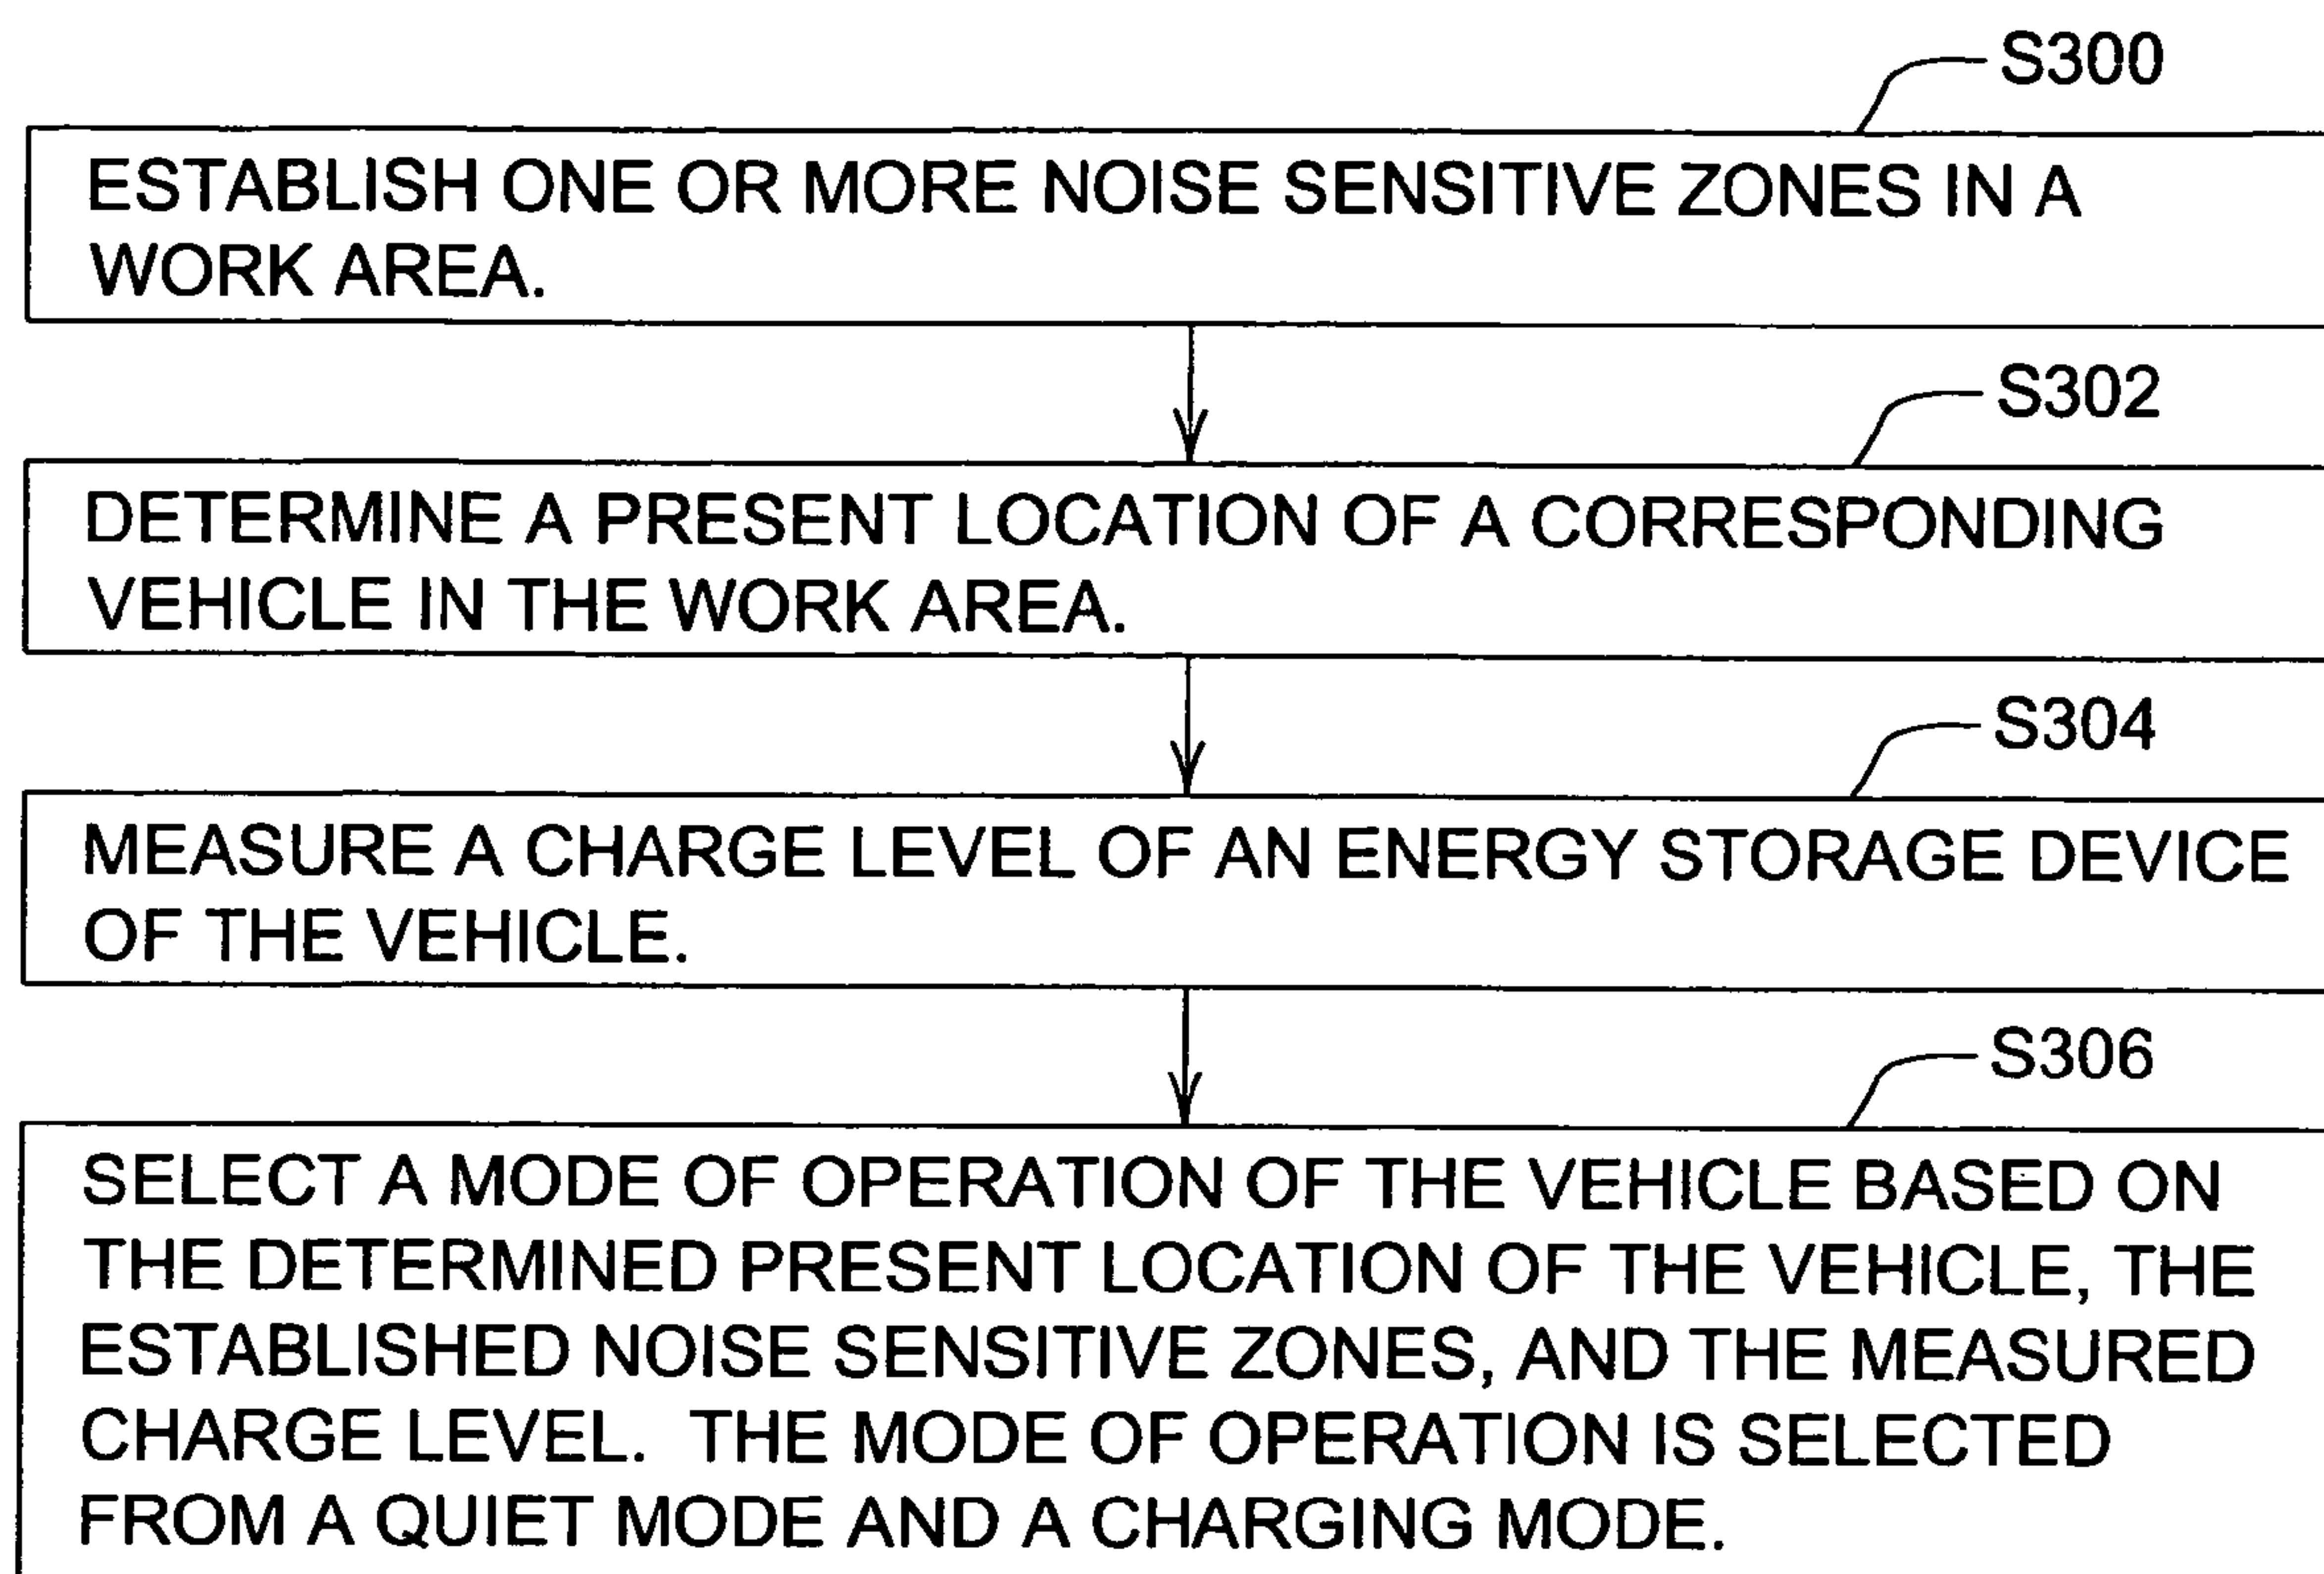 S300
ESTABLISH ONE OR MORE NOISE SENSITIVE ZONES IN A
WORK AREA.
S302
DETERMINE A PRESENT LOCATION OF A CORRESPONDING
VEHICLE IN THE WORK AREA.
S304
MEASURE A CHARGE LEVEL OF AN ENERGY STORAGE DEVICE
OF THE VEHICLE.
S306
SELECT A MODE OF OPERATION OF THE VEHICLE BASED ON
THE DETERMINED PRESENT LOCATION OF THE VEHICLE, THE
ESTABLISHED NOISE SENSITIVE ZONES, AND THE MEASURED
CHARGE LEVEL. THE MODE OF OPERATION IS SELECTED
FROM A QUIET MODE AND A CHARGING MODE.